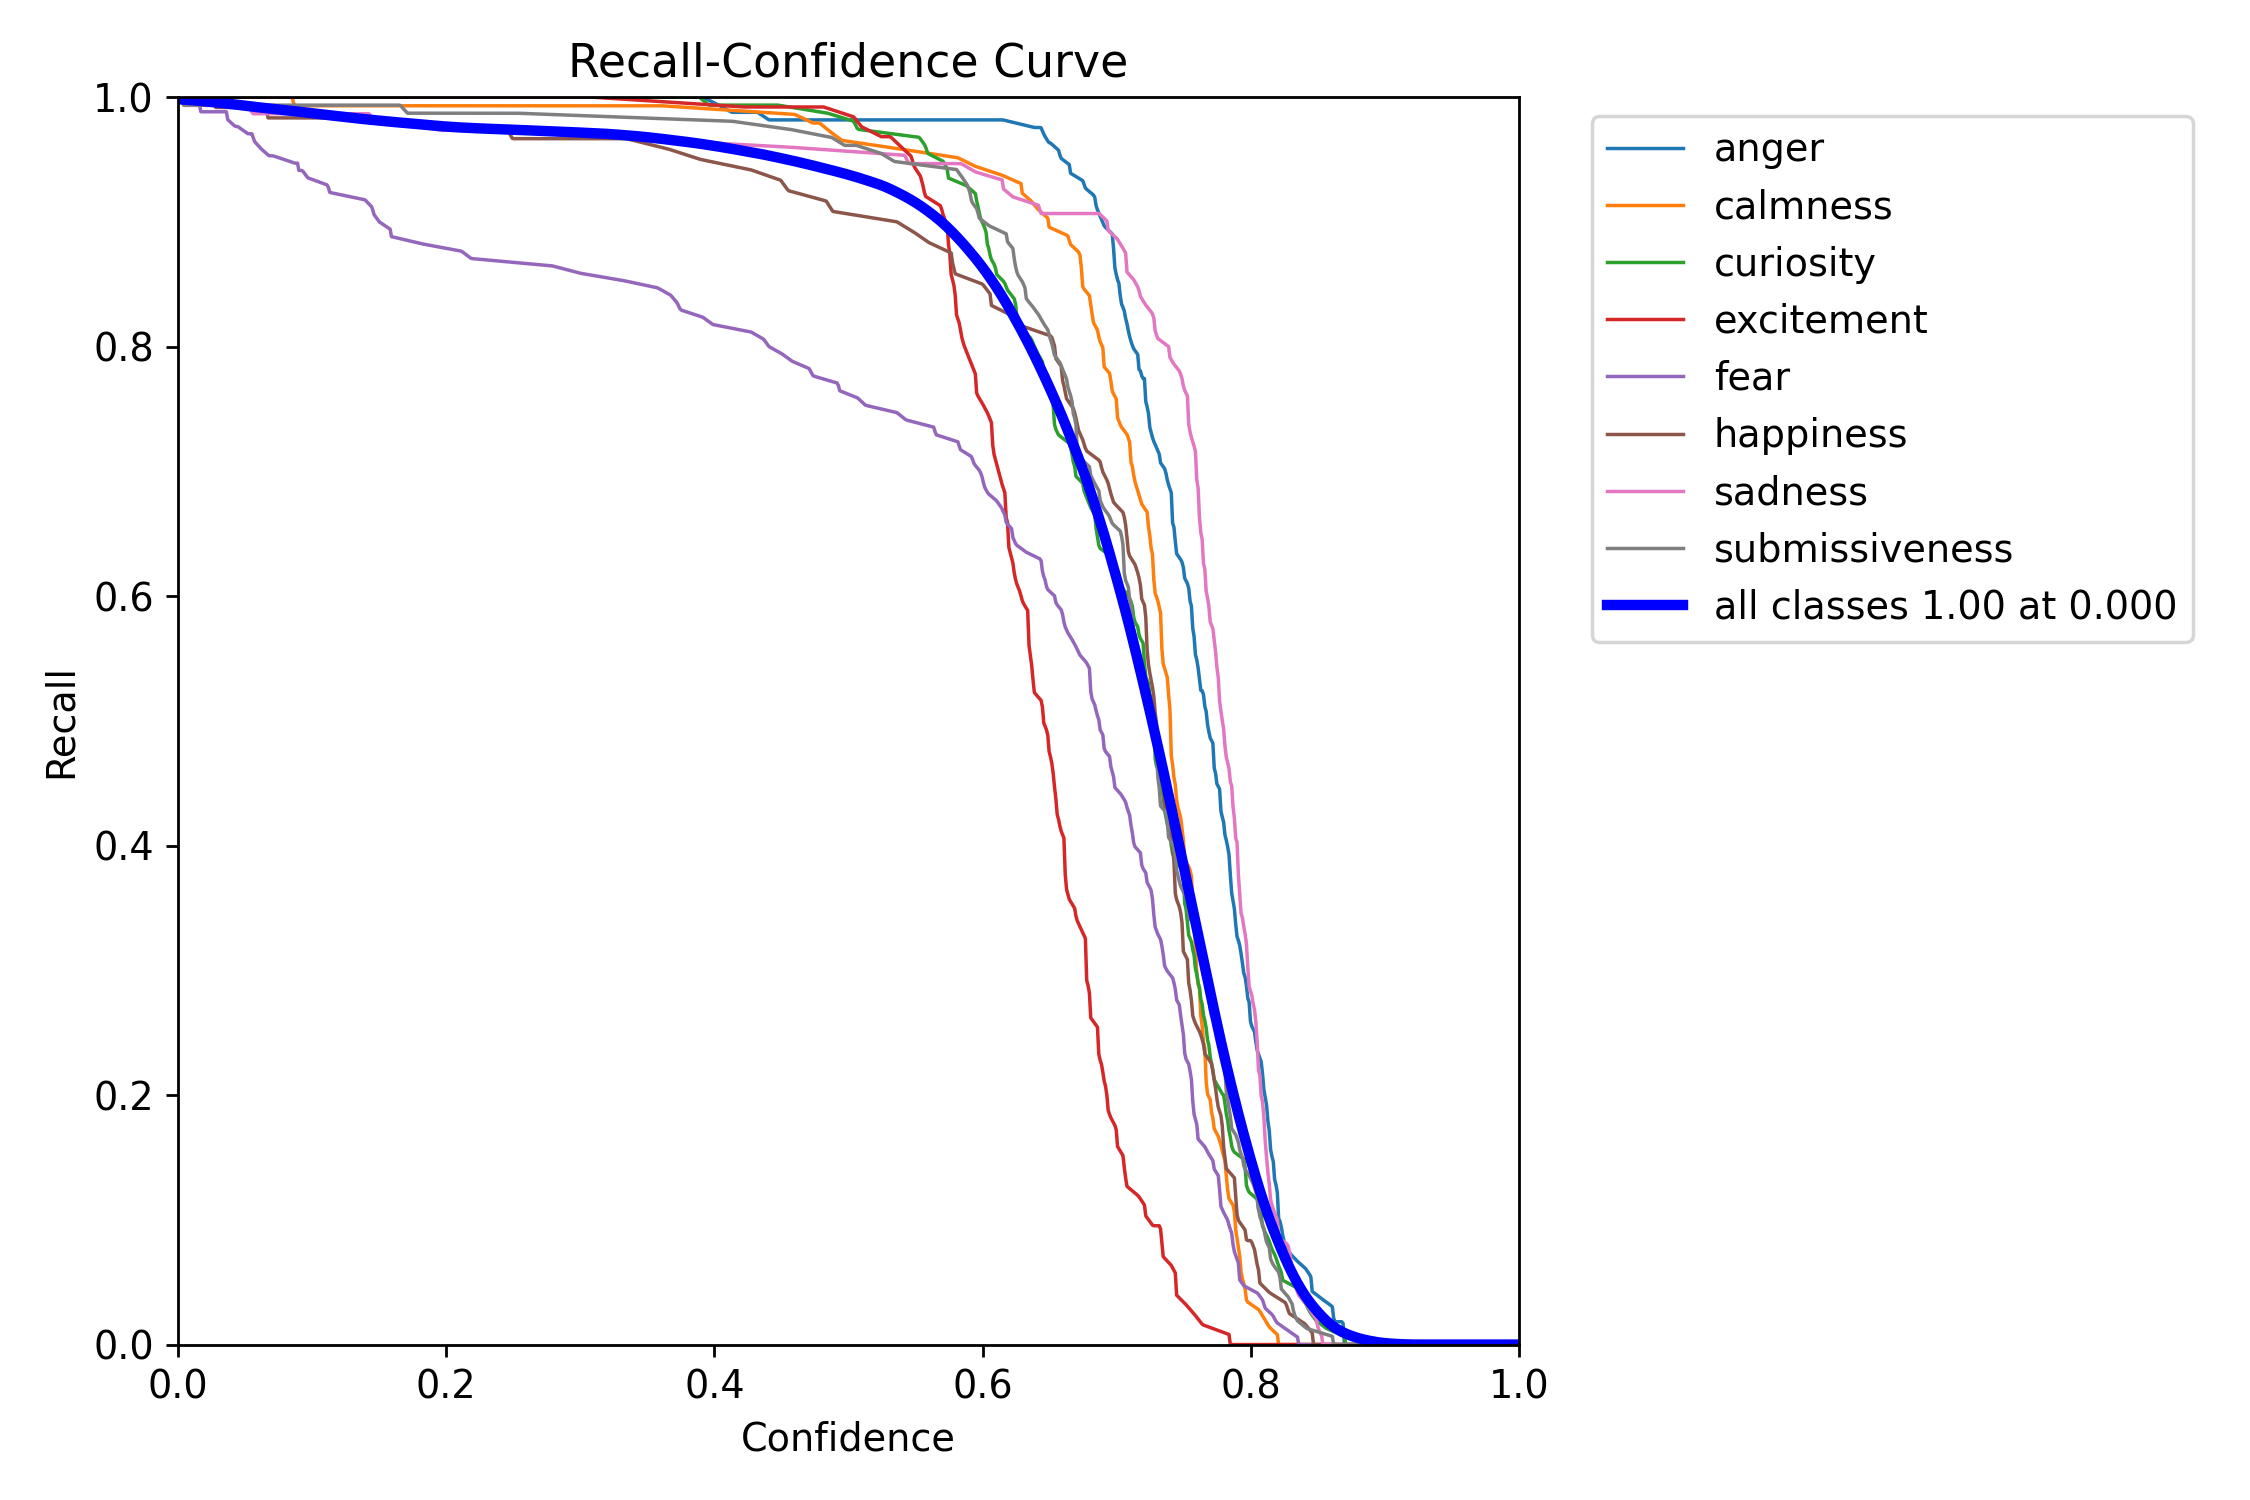 Recall-Confidence Curve
1.0
0.8
0.6
0.4
0.2
0.0
Recall
0.0 0.2 0.4 0.6 0.8 1.0
Confidence
anger
calmness
curiosity
excitement
fear
happiness
sadness
submissiveness
all classes 1.00 at 0.000